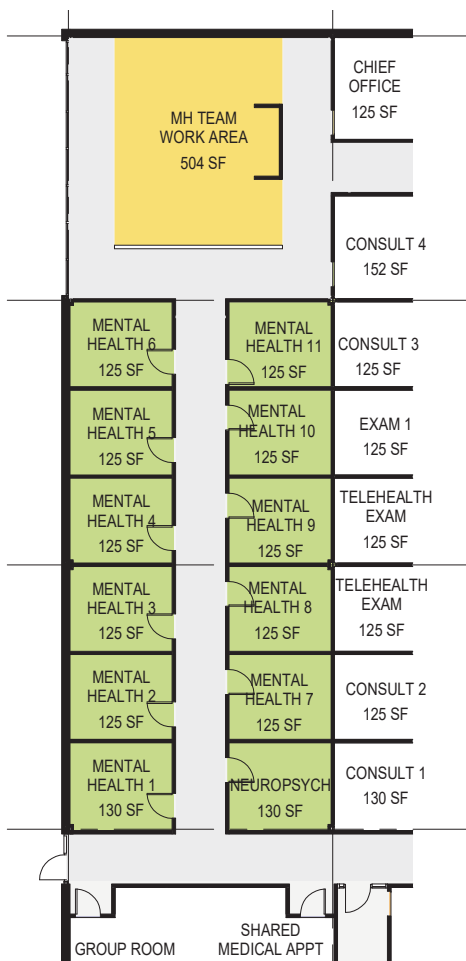 CHIEF
OFFICE
125 SF
MH TEAM
WORK AREA
504 SF
CONSULT 4
152 SF
MENTAL
HEALTH 6
125 SF
MENTAL
HEALTH 11
125 SF
CONSULT 3
125 SF
MENTAL
HEALTH 5
125 SF
MENTAL
HEALTH 10
125 SF
EXAM 1
125 SF
MENTAL
HEALTH 4
125 SF
MENTAL
HEALTH 9
125 SF
TELEHEALTH
EXAM
125 SF
MENTAL
HEALTH 3
125 SF
MENTAL
HEALTH 8
125 SF
TELEHEALTH
EXAM
125 SF
MENTAL
HEALTH 2
125 SF
MENTAL
HEALTH 7
125 SF
CONSULT 2
125 SF
MENTAL
HEALTH 1
130 SF
NEUROPSYCH
130 SF
CONSULT 1
130 SF
GROUP ROOM
SHARED
MEDICAL APPT